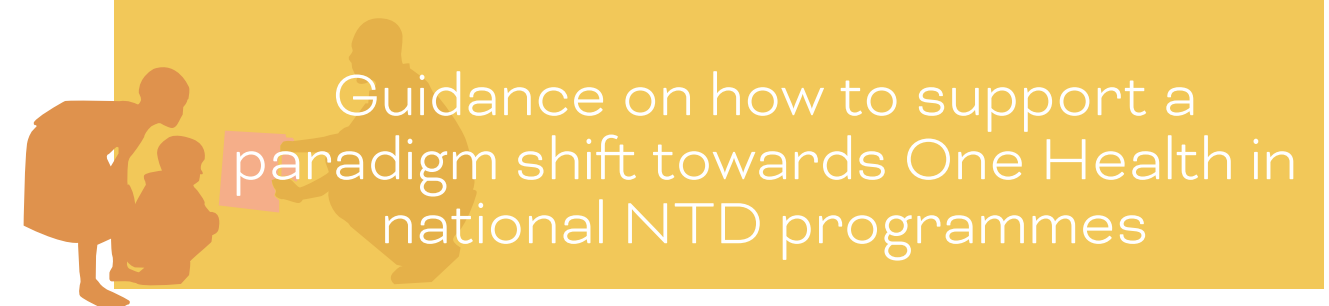 Guidance on how to support a
paradigm shift towards One Health in
national NTD programmes